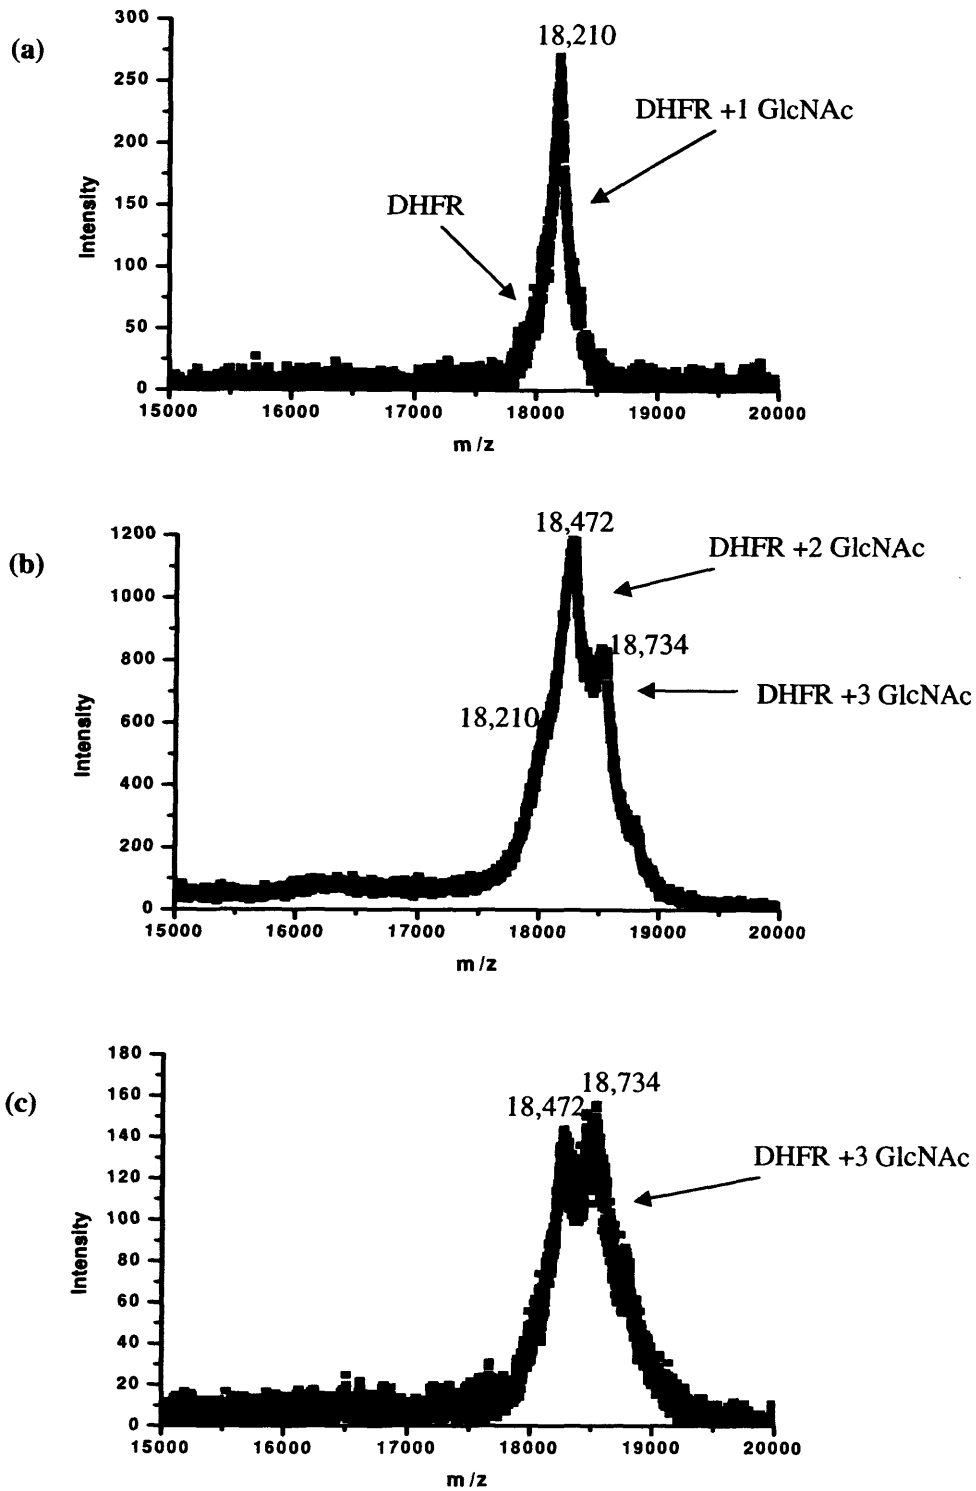 (a)
18,210
DHFR +1 GlcNAc
DHFR
Intensity
300
250
200
150
100
50
0
15000 16000 17000 18000 19000 20000
m/z
(b)
18,472
DHFR +2 GlcNAc
18,734
DHFR +3 GlcNAc
18,210
Intensity
1200
1000
800
600
400
200
0
15000 16000 17000 18000 19000 20000
m/z
(c)
18,734
18,472
DHFR +3 GlcNAc
Intensity
180
160
140
120
100
80
60
40
20
0
15000 16000 17000 18000 19000 20000
m/z